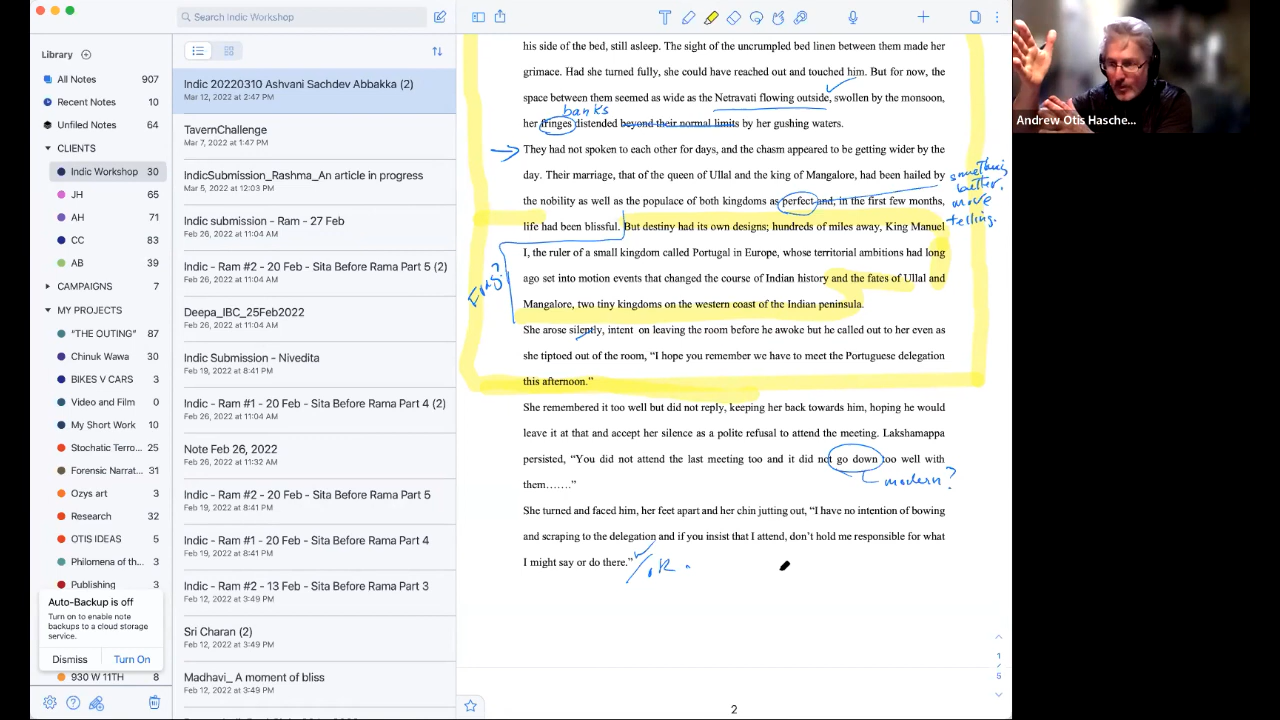 Search Indic Workshop
Library
All Notes 907
Recent Notes 10
Unfiled Notes 64
CLIENTS
Indic Workshop 30
JH 65
AH 71
CC 83
AB 39
CAMPAIGNS 7
MY PROJECTS
“THE OUTING” 87
Chinuk Wawa 30
BIKES V CARS 3
Video and Film 0
My Short Work 10
Stochatic Terro... 25
Forensic Narrat... 31
Ozys art 3
Research 32
OTIS IDEAS 5
Philomena of th... 3
Publishing 3
Auto-Backup is off
Turn on to enable note
backups to a cloud storage
service.
Dismiss Turn On
930 W 11TH 8
Indic 20220310 Ashvani Sachdev Abbakka (2)
Mar 12, 2022 at 2:47 PM
TavernChallenge
Mar 7, 2022 at 1:47 PM
IndicSubmission_Rachna_An article in progress
Mar 5, 2022 at 12:03 PM
Indic submission - Ram - 27 Feb
Mar 5, 2022 at 11:04 AM
Indic - Ram #2 - 20 Feb - Sita Before Rama Part 5 (2)
Feb 26, 2022 at 11:04 AM
Deepa_IBC_25Feb2022
Feb 26, 2022 at 11:04 AM
Indic Submission - Nivedita
Feb 19, 2022 at 8:41 PM
Indic - Ram #1 - 20 Feb - Sita Before Rama Part 4 (2)
Feb 26, 2022 at 11:04 AM
Note Feb 26, 2022
Feb 26, 2022 at 11:32 AM
Indic - Ram #2 - 20 Feb - Sita Before Rama Part 5
Feb 19, 2022 at 8:41 PM
Indic - Ram #1 - 20 Feb - Sita Before Rama Part 4
Feb 19, 2022 at 8:41 PM
Indic - Ram #2 - 13 Feb - Sita Before Rama Part 3
Feb 12, 2022 at 3:49 PM
Sri Charan (2)
Feb 12, 2022 at 3:49 PM
Madhavi_ A moment of bliss
Feb 12, 2022 at 3:49 PM
his side of the bed, still asleep. The sight of the uncrumpled bed linen between them made her
grimace. Had she turned fully, she could have reached out and touched him. But for now, the
space between them seemed as wide as the Netravati flowing outside, swollen by the monsoon,
banks
her fringes distended beyond their normal limits by her gushing waters.
They had not spoken to each other for days, and the chasm appeared to be getting wider by the
day. Their marriage, that of the queen of Ullal and the king of Mangalore, had been hailed by
the nobility as well as the populace of both kingdoms as perfect and, in the first few months,
something
better.
more
telling.
life had been blissful. But destiny had its own designs; hundreds of miles away, King Manuel
I, the ruler of a small kingdom called Portugal in Europe, whose territorial ambitions had long
ago set into motion events that changed the course of Indian history and the fates of Ullal and
Mangalore, two tiny kingdoms on the western coast of the Indian peninsula.
Frag?
She arose silently, intent on leaving the room before he awoke but he called out to her even as
she tiptoed out of the room, “I hope you remember we have to meet the Portuguese delegation
this afternoon.”
She remembered it too well but did not reply, keeping her back towards him, hoping he would
leave it at that and accept her silence as a polite refusal to attend the meeting. Lakshamappa
persisted, “You did not attend the last meeting too and it did not go down too well with
modern?
them…….”
She turned and faced him, her feet apart and her chin jutting out, “I have no intention of bowing
and scraping to the delegation and if you insist that I attend, don’t hold me responsible for what
I might say or do there.”
OR
1
/
6
2
Andrew Otis Hasche...